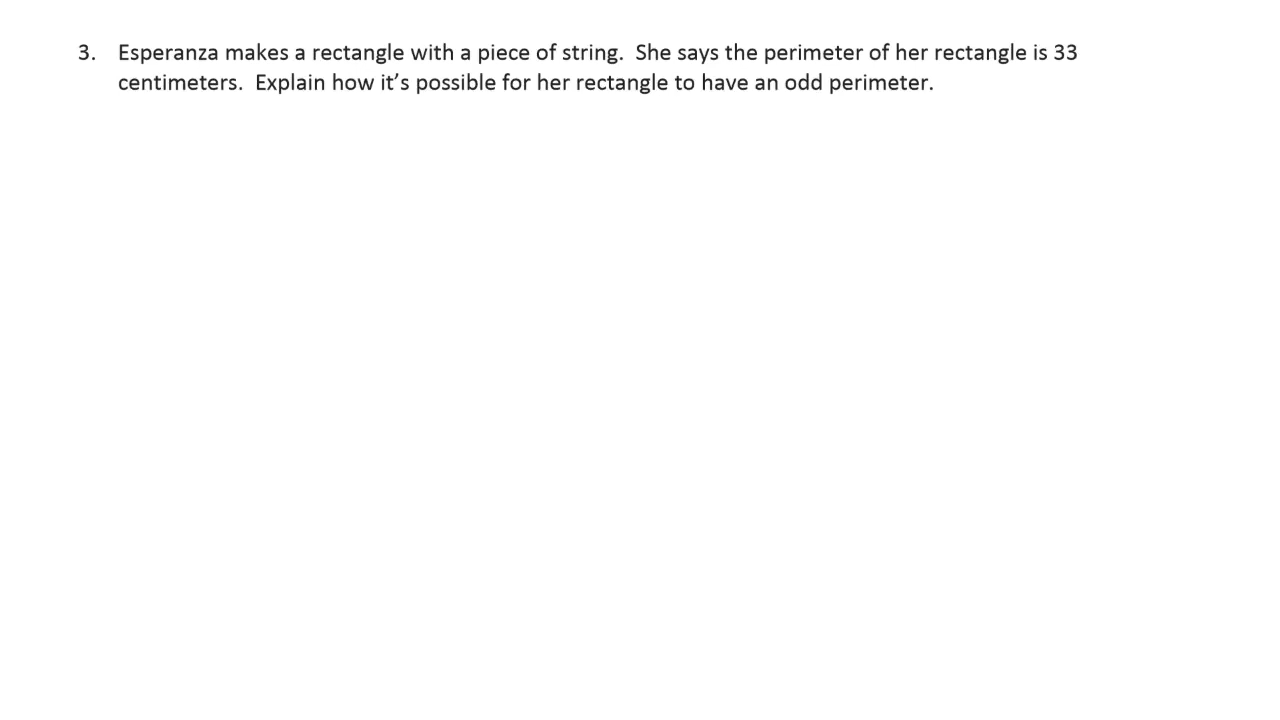 3. Esperanza makes a rectangle with a piece of string. She says the perimeter of her rectangle is 33
centimeters. Explain how it’s possible for her rectangle to have an odd perimeter.